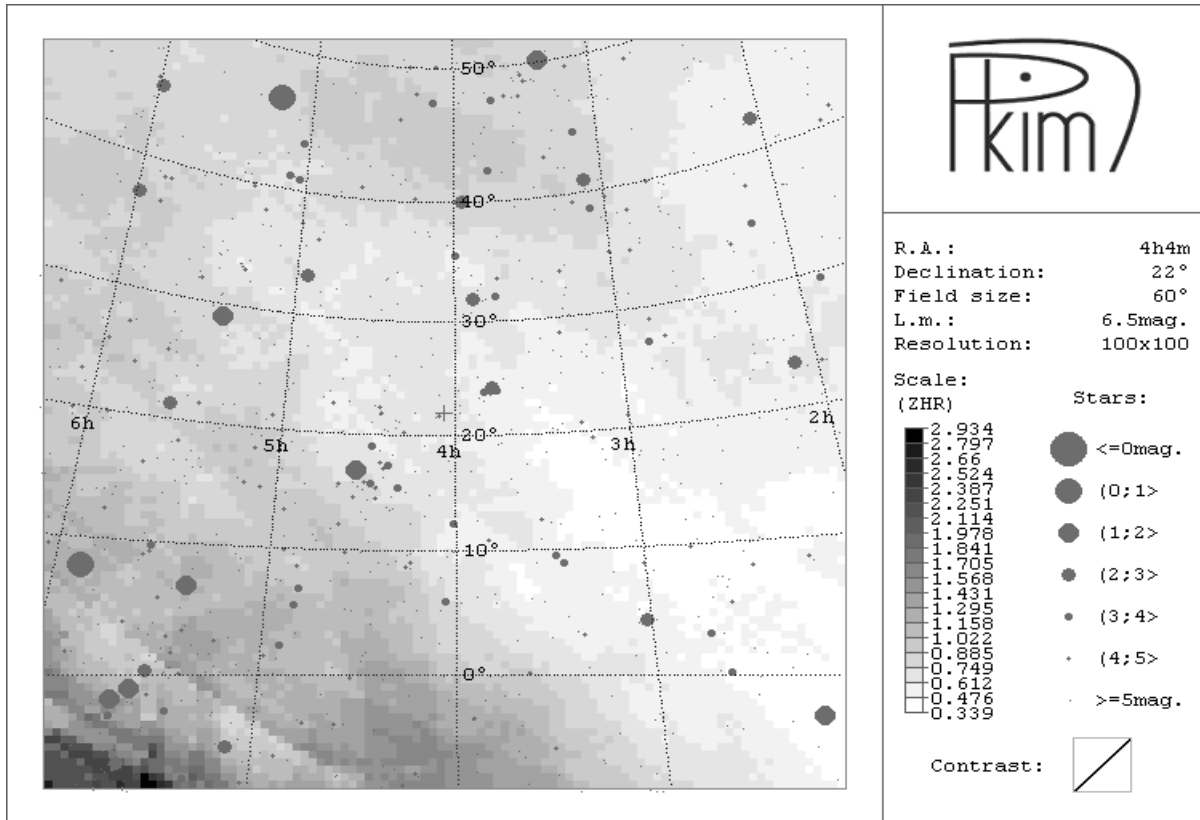 50°
40°
30°
20°
6h
5h
4h
3h
2h
10°
0°
Pkim
R.A.: 4h4m
Declination: 22°
Field size: 60°
L.m.: 6.5mag.
Resolution: 100x100
Scale:
(ZHR)
2.934
2.797
2.66
2.524
2.387
2.251
2.114
1.978
1.841
1.705
1.568
1.431
1.295
1.158
1.022
0.885
0.749
0.612
0.476
0.339
Stars:
<=0mag.
(0;1>
(1;2>
(2;3>
(3;4>
(4;5>
>=5mag.
Contrast: